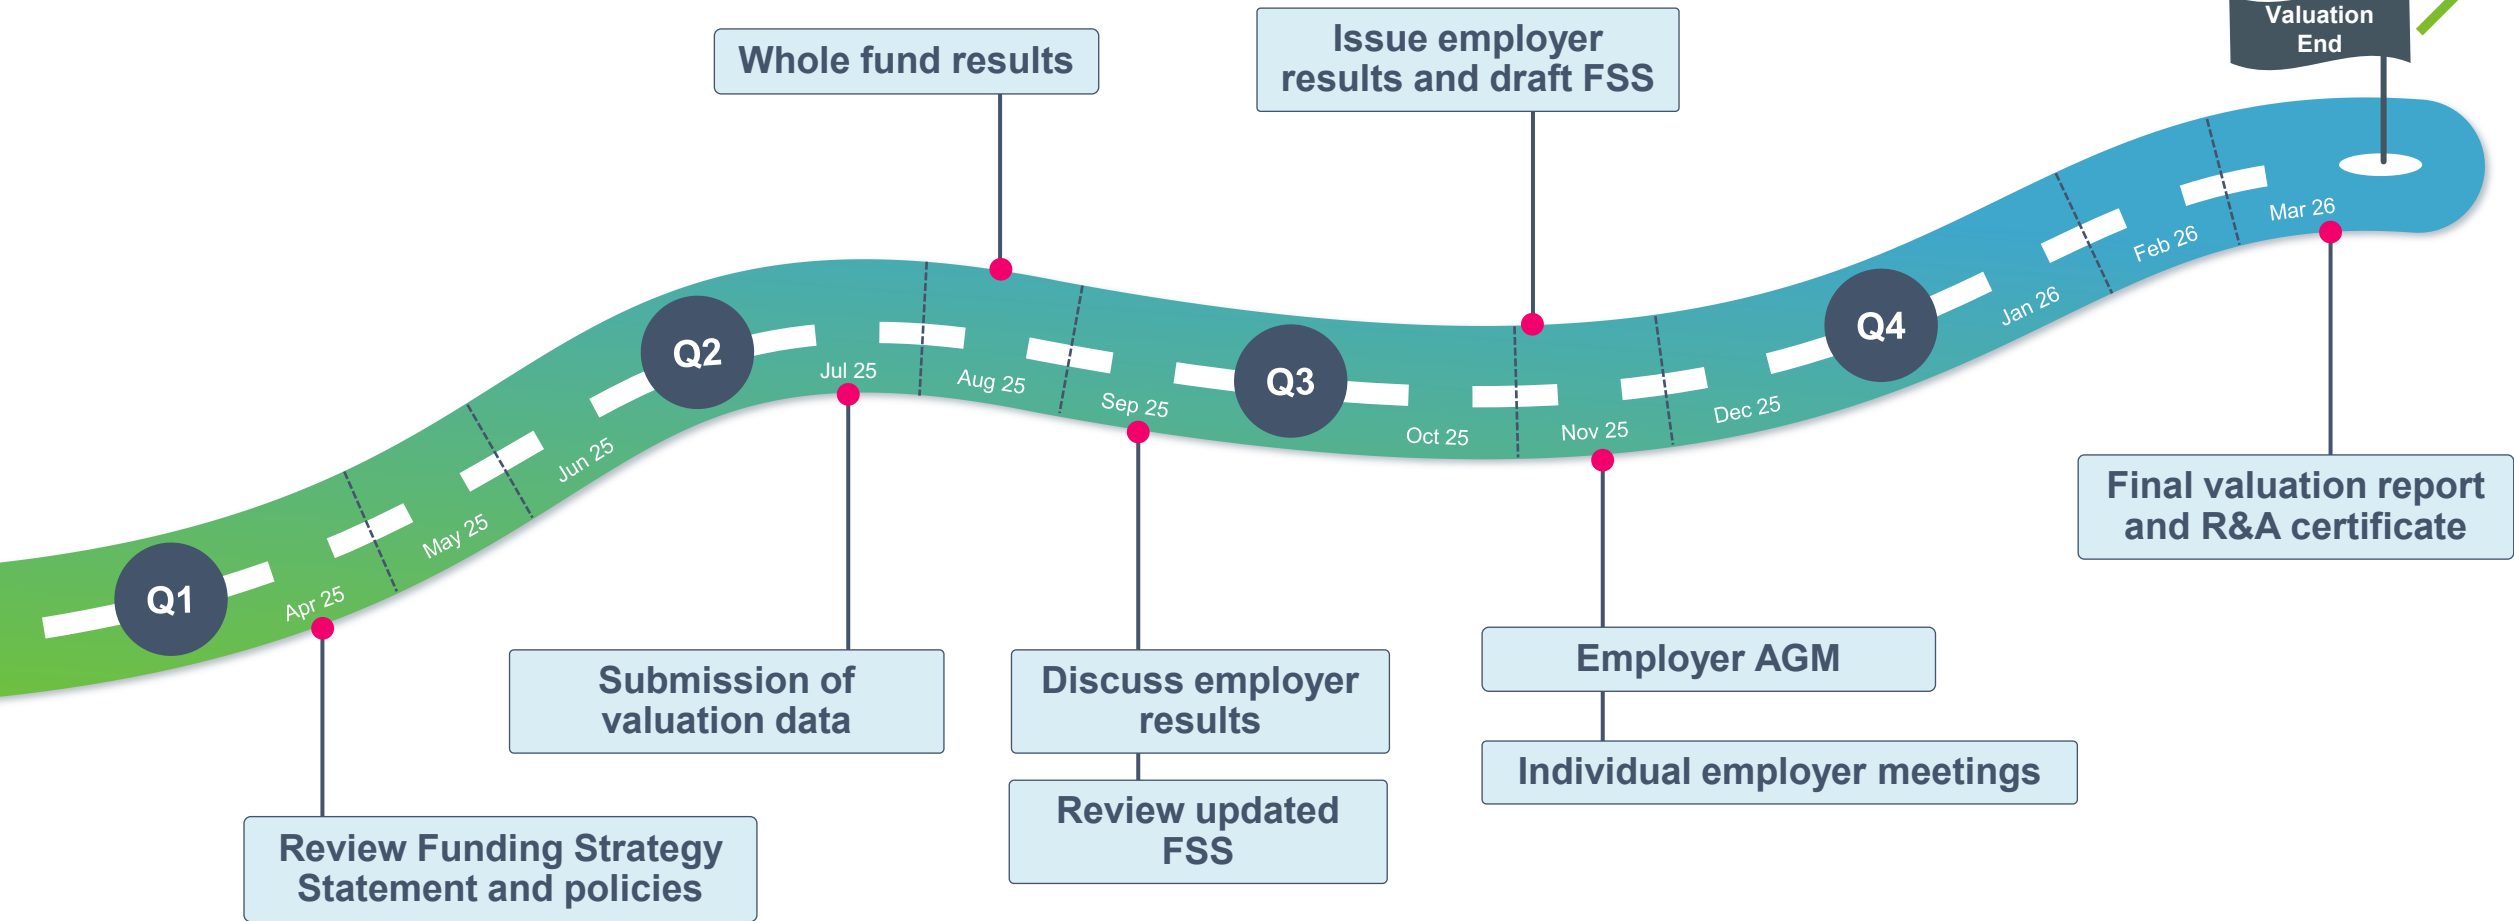 Valuation
End
Whole fund results
Issue employer
results and draft FSS
Q1
Apr 25
May 25
Jun 25
Q2
Jul 25
Aug 25
Sep 25
Q3
Oct 25
Nov 25
Dec 25
Q4
Jan 26
Feb 26
Mar 26
Review Funding Strategy
Statement and policies
Submission of
valuation data
Discuss employer
results
Review updated
FSS
Employer AGM
Individual employer meetings
Final valuation report
and R&A certificate